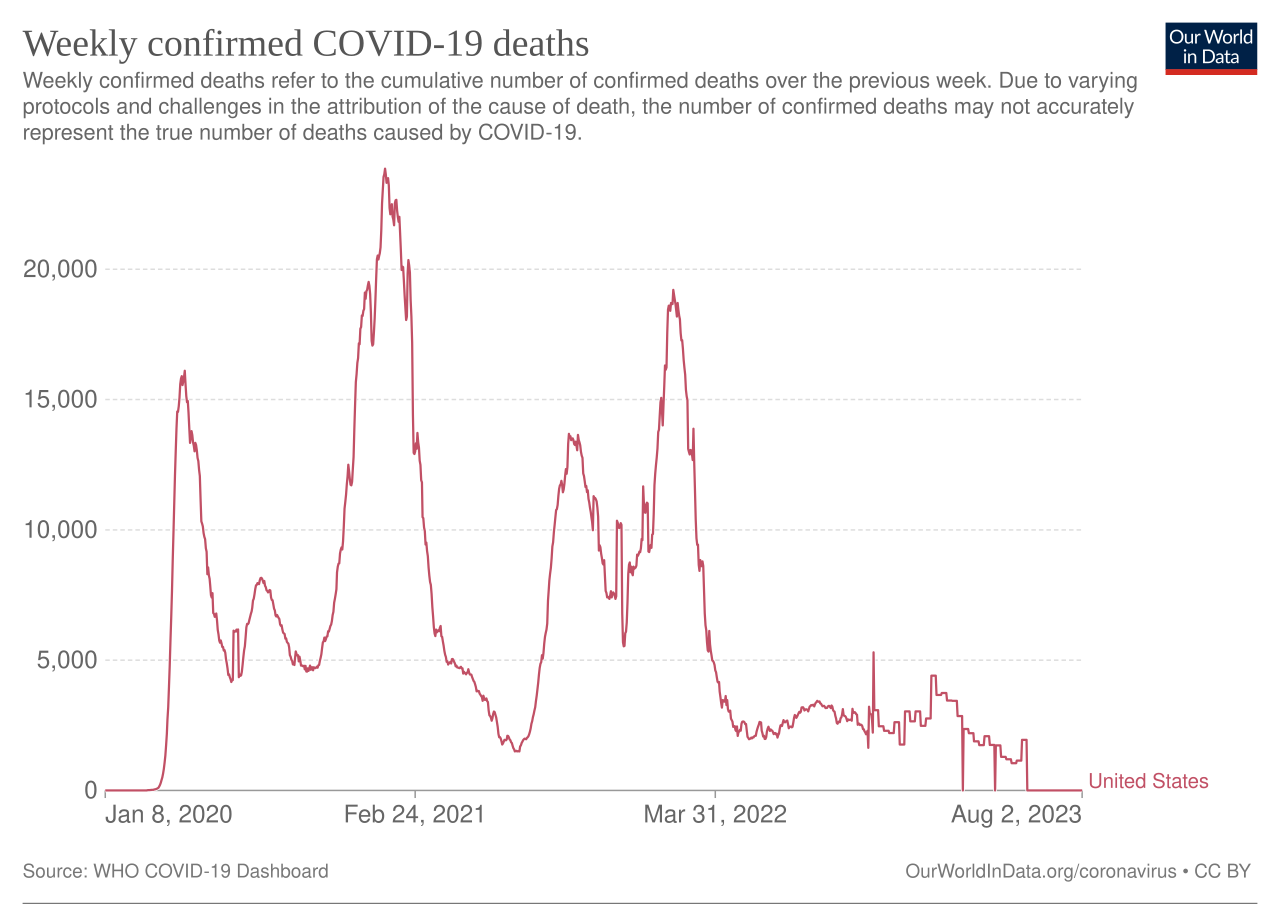 Weekly confirmed COVID-19 deaths
Our World
in Data
Weekly confirmed deaths refer to the cumulative number of confirmed deaths over the previous week. Due to varying
protocols and challenges in the attribution of the cause of death, the number of confirmed deaths may not accurately
represent the true number of deaths caused by COVID-19.
20,000
15,000
10,000
5,000
0
United States
Jan 8, 2020
Feb 24, 2021
Mar 31, 2022
Aug 2, 2023
Source: WHO COVID-19 Dashboard
OurWorldInData.org/coronavirus • CC BY